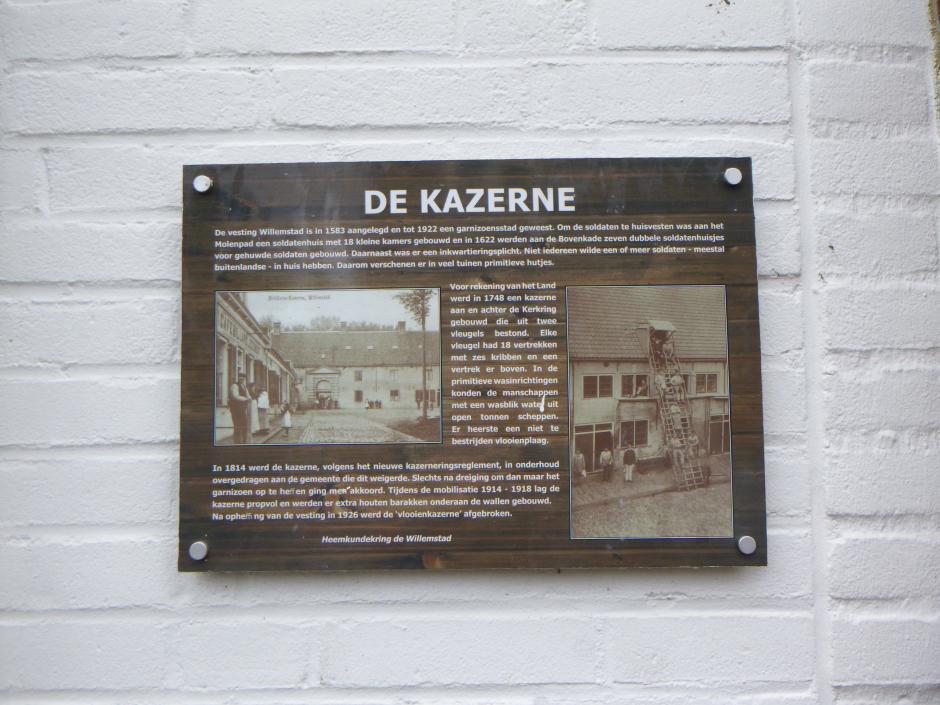 DE KAZERNE
De vesting Willemstad is in 1583 aangelegd en tot 1922 een garnizoensstad geweest. Om de soldaten te huisvesten was aan het
Molenpad een soldatenhuis met 18 kleine kamers gebouwd en in 1622 werden aan de Bovenkade zeven dubbele soldatenhuisjes
voor gehuwde soldaten gebouwd. Daarnaast was er een inkwartieringsplicht. Niet iedereen wilde een of meer soldaten - meestal
buitenlandse - in huis hebben. Daarom verschenen er in veel tuinen primitieve hutjes.
Willemstad
Voor rekening van het Land
werd in 1748 een kazerne
aan en achter de Kerkring
gebouwd die uit twee
vleugels bestond. Elke
vleugel had 18 vertrekken
met zes kribben en een
vertrek er boven. In de
primitieve wasinrichtingen
konden de manschappen
met een wasblik water uit
open tonnen scheppen.
Er heerste een niet te
bestrijden vlooienplaag.
In 1814 werd de kazerne, volgens het nieuwe kazerneringsreglement, in onderhoud
overgedragen aan de gemeente die dit weigerde. Slechts na dreiging om dan maar het
garnizoen op te heffen ging men akkoord. Tijdens de mobilisatie 1914 - 1918 lag de
kazerne propvol en werden er extra houten barakken onderaan de wallen gebouwd.
Na opheffing van de vesting in 1926 werd de 'vlooienkazerne' afgebroken.
Heemkundekring de Willemstad